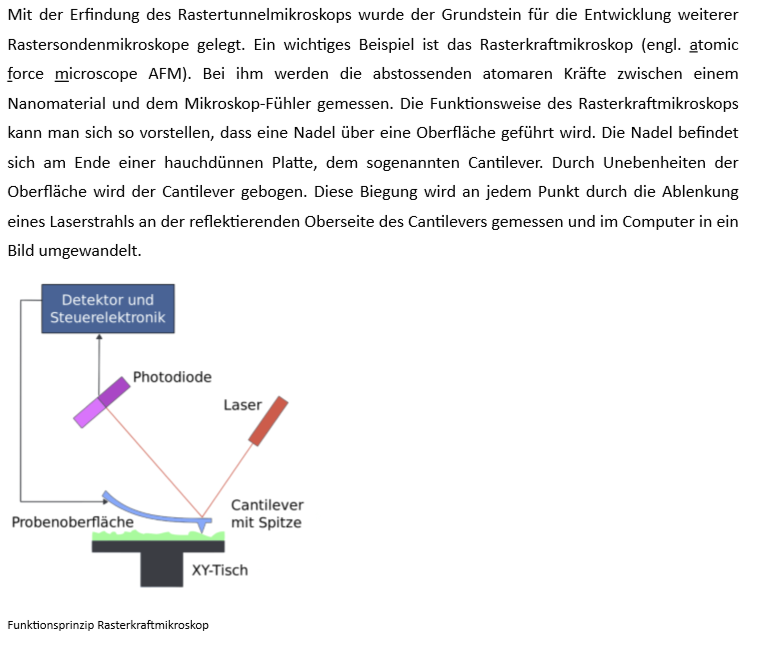 Mit der Erfindung des Rastertunnelmikroskops wurde der Grundstein für die Entwicklung weiterer
Rastersondenmikroskope gelegt. Ein wichtiges Beispiel ist das Rasterkraftmikroskop (engl. atomic
force microscope AFM). Bei ihm werden die abstossenden atomaren Kräfte zwischen einem
Nanomaterial und dem Mikroskop-Fühler gemessen. Die Funktionsweise des Rasterkraftmikroskops
kann man sich so vorstellen, dass eine Nadel über eine Oberfläche geführt wird. Die Nadel befindet
sich am Ende einer hauchdünnen Platte, dem sogenannten Cantilever. Durch Unebenheiten der
Oberfläche wird der Cantilever gebogen. Diese Biegung wird an jedem Punkt durch die Ablenkung
eines Laserstrahls an der reflektierenden Oberseite des Cantilevers gemessen und im Computer in ein
Bild umgewandelt.
Detektor und
Steuerelektronik
Photodiode
Laser
Cantilever
mit Spitze
Probenoberfläche
XY-Tisch
Funktionsprinzip Rasterkraftmikroskop